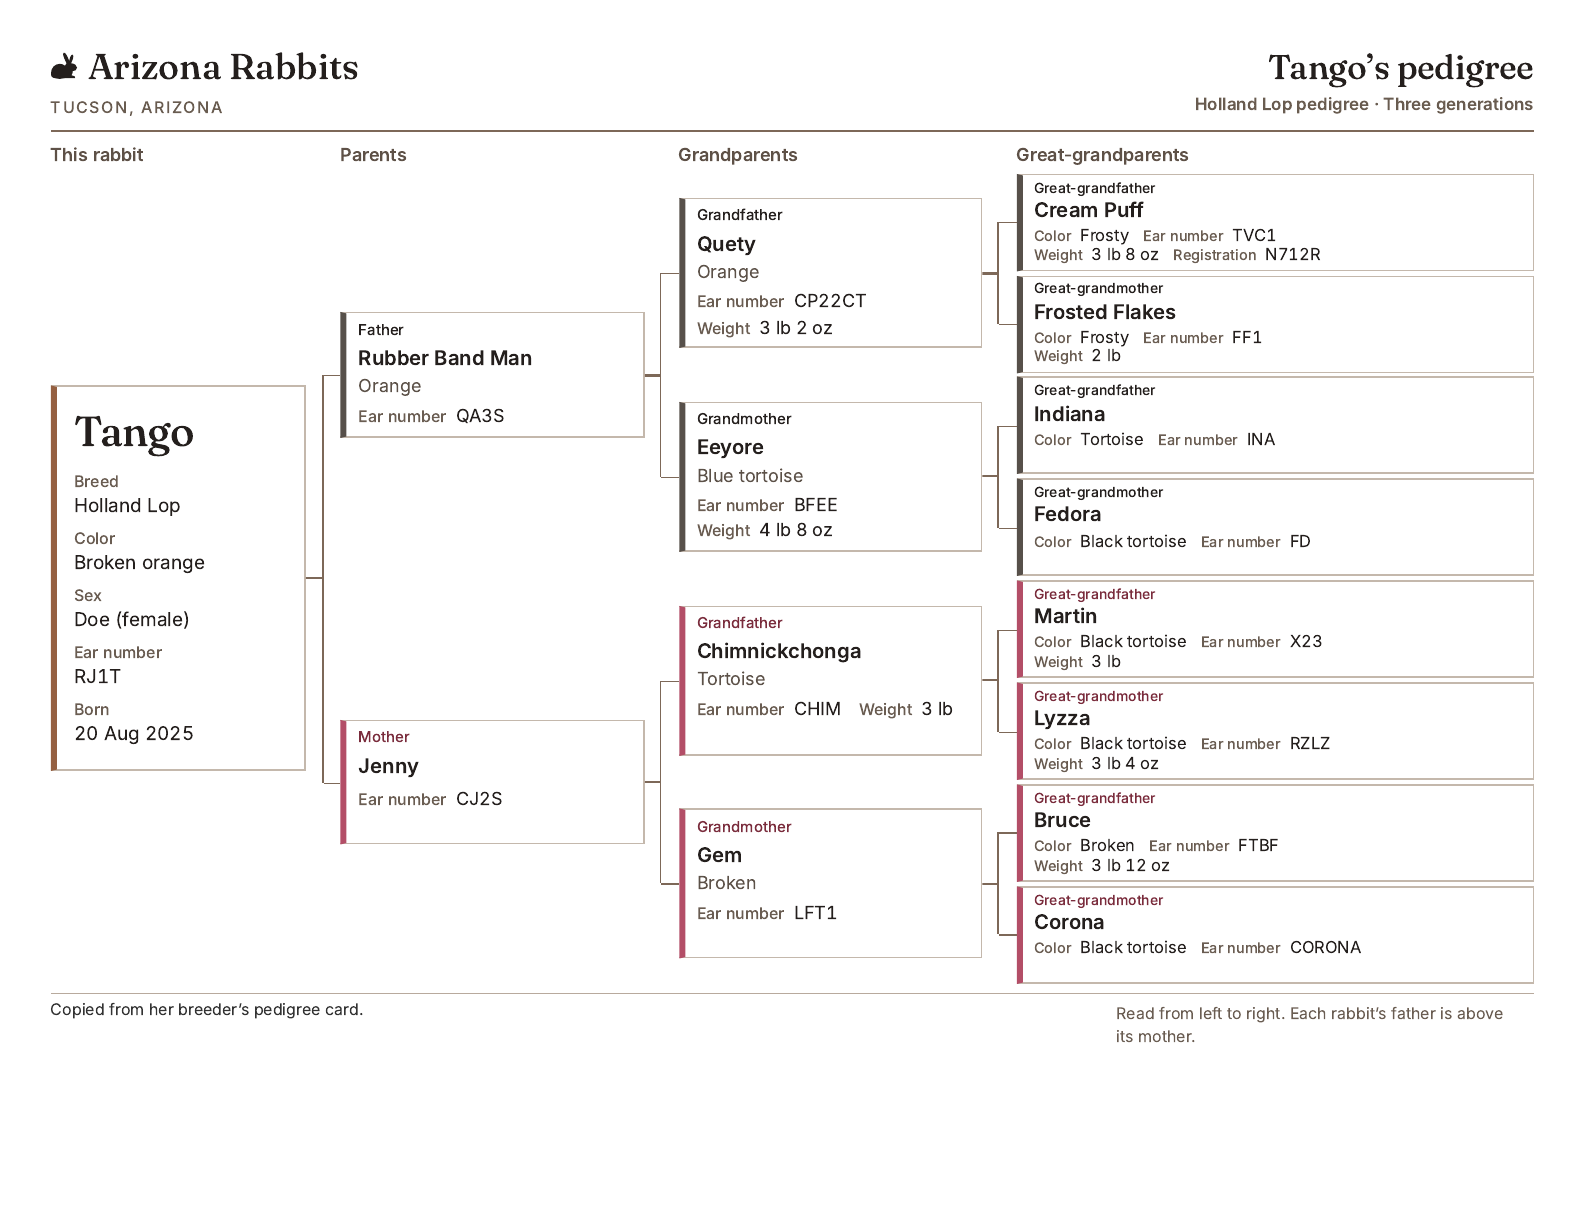 Arizona Rabbits
TUCSON, ARIZONA
Tango’s pedigree
Holland Lop pedigree · Three generations
This rabbit
Parents
Grandparents
Great-grandparents
Tango
Breed
Holland Lop
Color
Broken orange
Sex
Doe (female)
Ear number
RJ1T
Born
20 Aug 2025
Father
Rubber Band Man
Orange
Ear number QA3S
Mother
Jenny
Ear number CJ2S
Grandfather
Quety
Orange
Ear number CP22CT
Weight 3 lb 2 oz
Grandmother
Eeyore
Blue tortoise
Ear number BFEE
Weight 4 lb 8 oz
Grandfather
Chimnickchonga
Tortoise
Ear number CHIM Weight 3 lb
Grandmother
Gem
Broken
Ear number LFT1
Great-grandfather
Cream Puff
Color Frosty Ear number TVC1
Weight 3 lb 8 oz Registration N712R
Great-grandmother
Frosted Flakes
Color Frosty Ear number FF1
Weight 2 lb
Great-grandfather
Indiana
Color Tortoise Ear number INA
Great-grandmother
Fedora
Color Black tortoise Ear number FD
Great-grandfather
Martin
Color Black tortoise Ear number X23
Weight 3 lb
Great-grandmother
Lyzza
Color Black tortoise Ear number RZLZ
Weight 3 lb 4 oz
Great-grandfather
Bruce
Color Broken Ear number FTBF
Weight 3 lb 12 oz
Great-grandmother
Corona
Color Black tortoise Ear number CORONA
Copied from her breeder’s pedigree card.
Read from left to right. Each rabbit’s father is above
its mother.